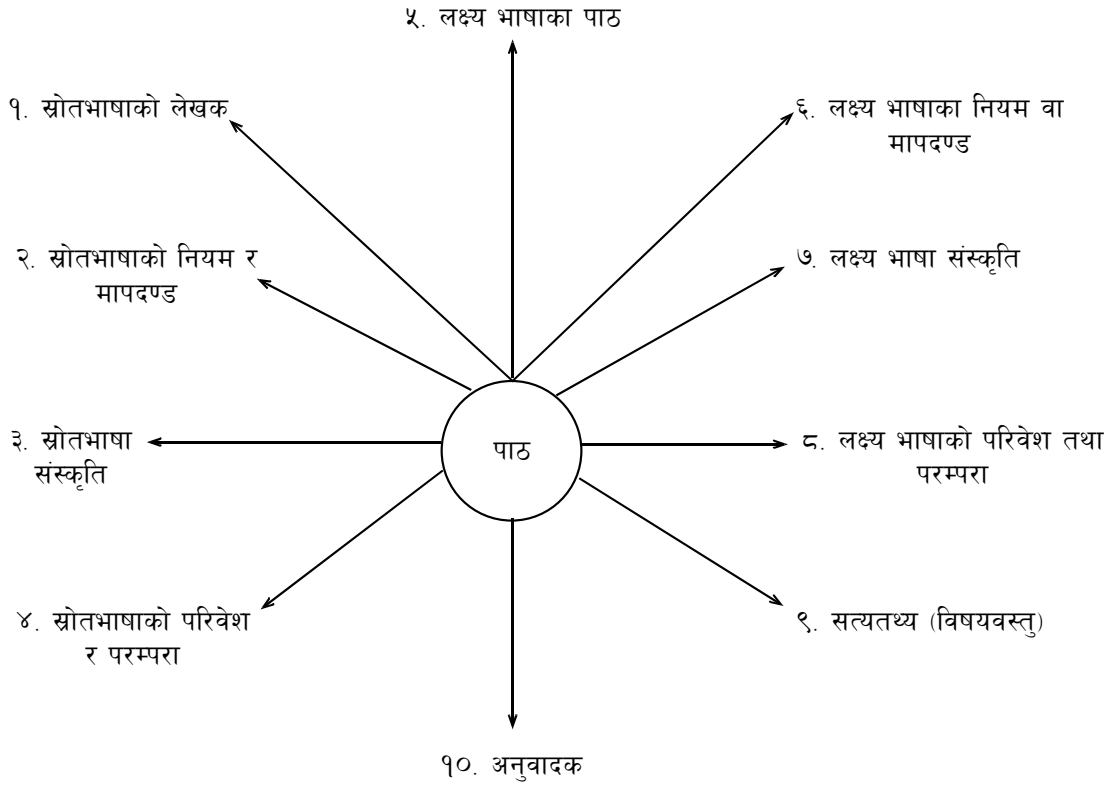 ५. लक्ष्य भाषाका पाठ
१. स्रोतभाषाको लेखक
६. लक्ष्य भाषाका नियम वा
मापदण्ड
२. स्रोतभाषाको नियम र
मापदण्ड
७. लक्ष्य भाषा संस्कृति
३. स्रोतभाषा
संस्कृति
पाठ
८. लक्ष्य भाषाको परिवेश तथा
परम्परा
४. स्रोतभाषाको परिवेश
र परम्परा
९. सत्यतथ्य (विषयवस्तु)
१०. अनुवादक